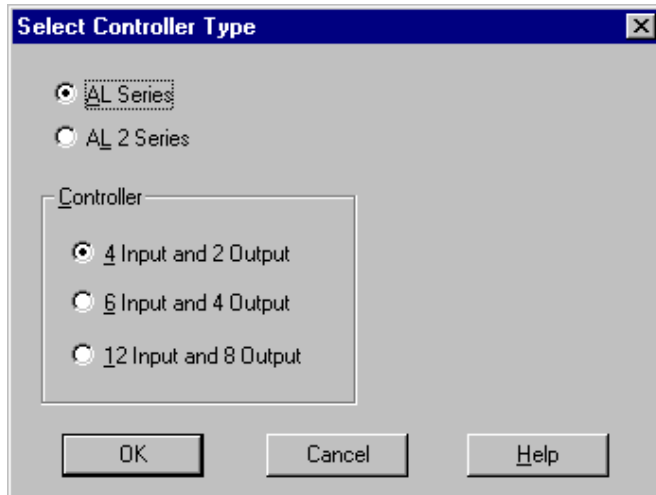 Select Controller Type
AL Series
AL 2 Series
Controller
4 Input and 2 Output
6 Input and 4 Output
12 Input and 8 Output
OK Cancel Help